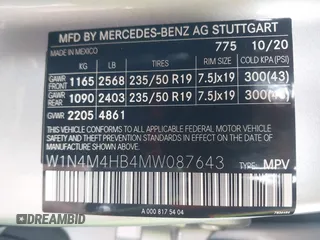 MFD BY MERCEDES-BENZ AG STUTTGART
MADE IN MEXICO 775 10/20
KG LB TIRE SIZE RIM SIZE COLD KPA(PSI)
GAWR FRONT 1165 2568 235/50 R19 7.5Jx19 300(43)
GAWR REAR 1090 2403 235/50 R19 7.5Jx19
GVWR 2205 4861
THIS VEHICLE CONFORMS TO ALL APPLICABLE FEDERAL MOTOR
VEHICLE SAFETY AND THEFT PREVENTION STANDARDS IN EFFECT
ON THE DATE OF MANUFACTURE SHOWN ABOVE.
W1N4M4HB4MW087643 TYPE: MPV
A 000 817 54 04
DREAMBID